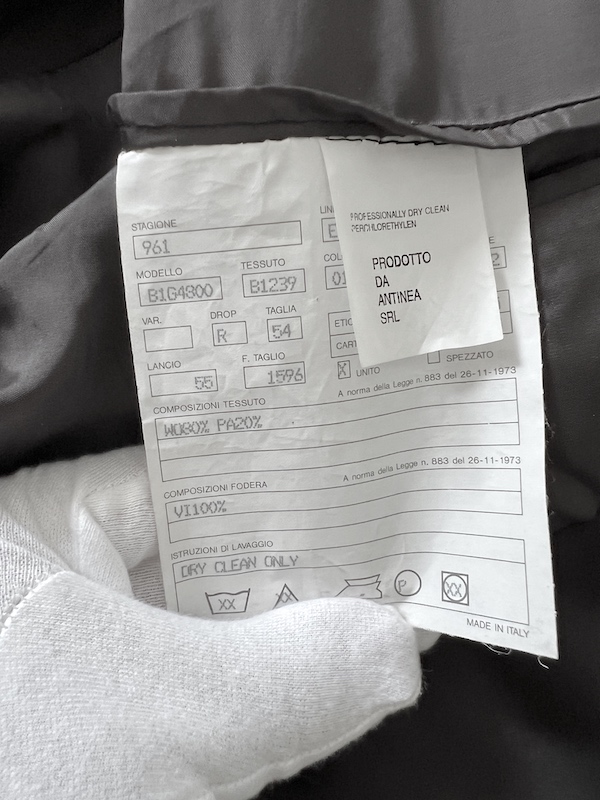 STAGIONE
961
MODELLO
B1G4800
TESSUTO
B1239
VAR.
DROP
R
TAGLIA
54
LANCIO
55
F. TAGLIO
1596
PROFESSIONALLY DRY CLEAN
PERCHLORETHYLEN
PRODOTTO
DA
ANTINEA
SRL
X UNITO
SPEZZATO
COMPOSIZIONI TESSUTO
A norma della Legge n. 883 del 26-11-1973
WO80% PA20%
COMPOSIZIONI FODERA
A norma della Legge n. 883 del 26-11-1973
VI100%
ISTRUZIONI DI LAVAGGIO
DRY CLEAN ONLY
P
MADE IN ITALY